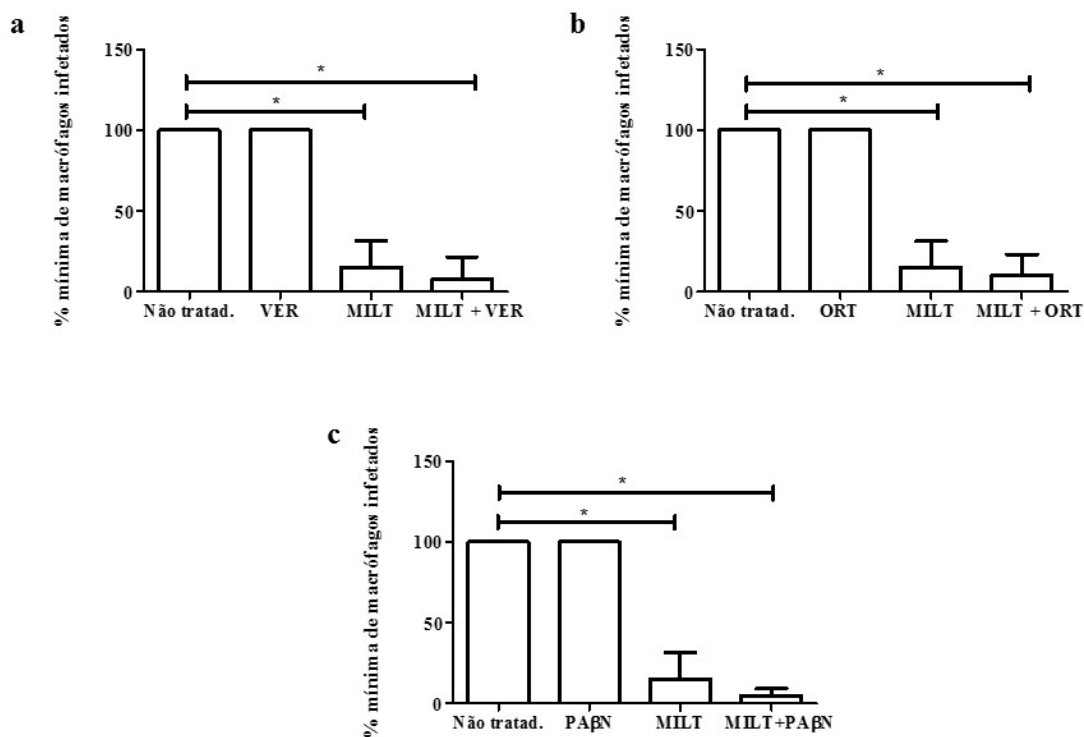 a
% mínima de macrófagos infetados
150
100
50
0
*
*
Não tratad. VER MILT MILT + VER
b
% mínima de macrófagos infetados
150
100
50
0
*
*
Não tratad. ORT MILT MILT + ORT
c
% mínima de macrófagos infetados
150
100
50
0
*
*
Não tratad. PAβN MILT MILT+PAβN